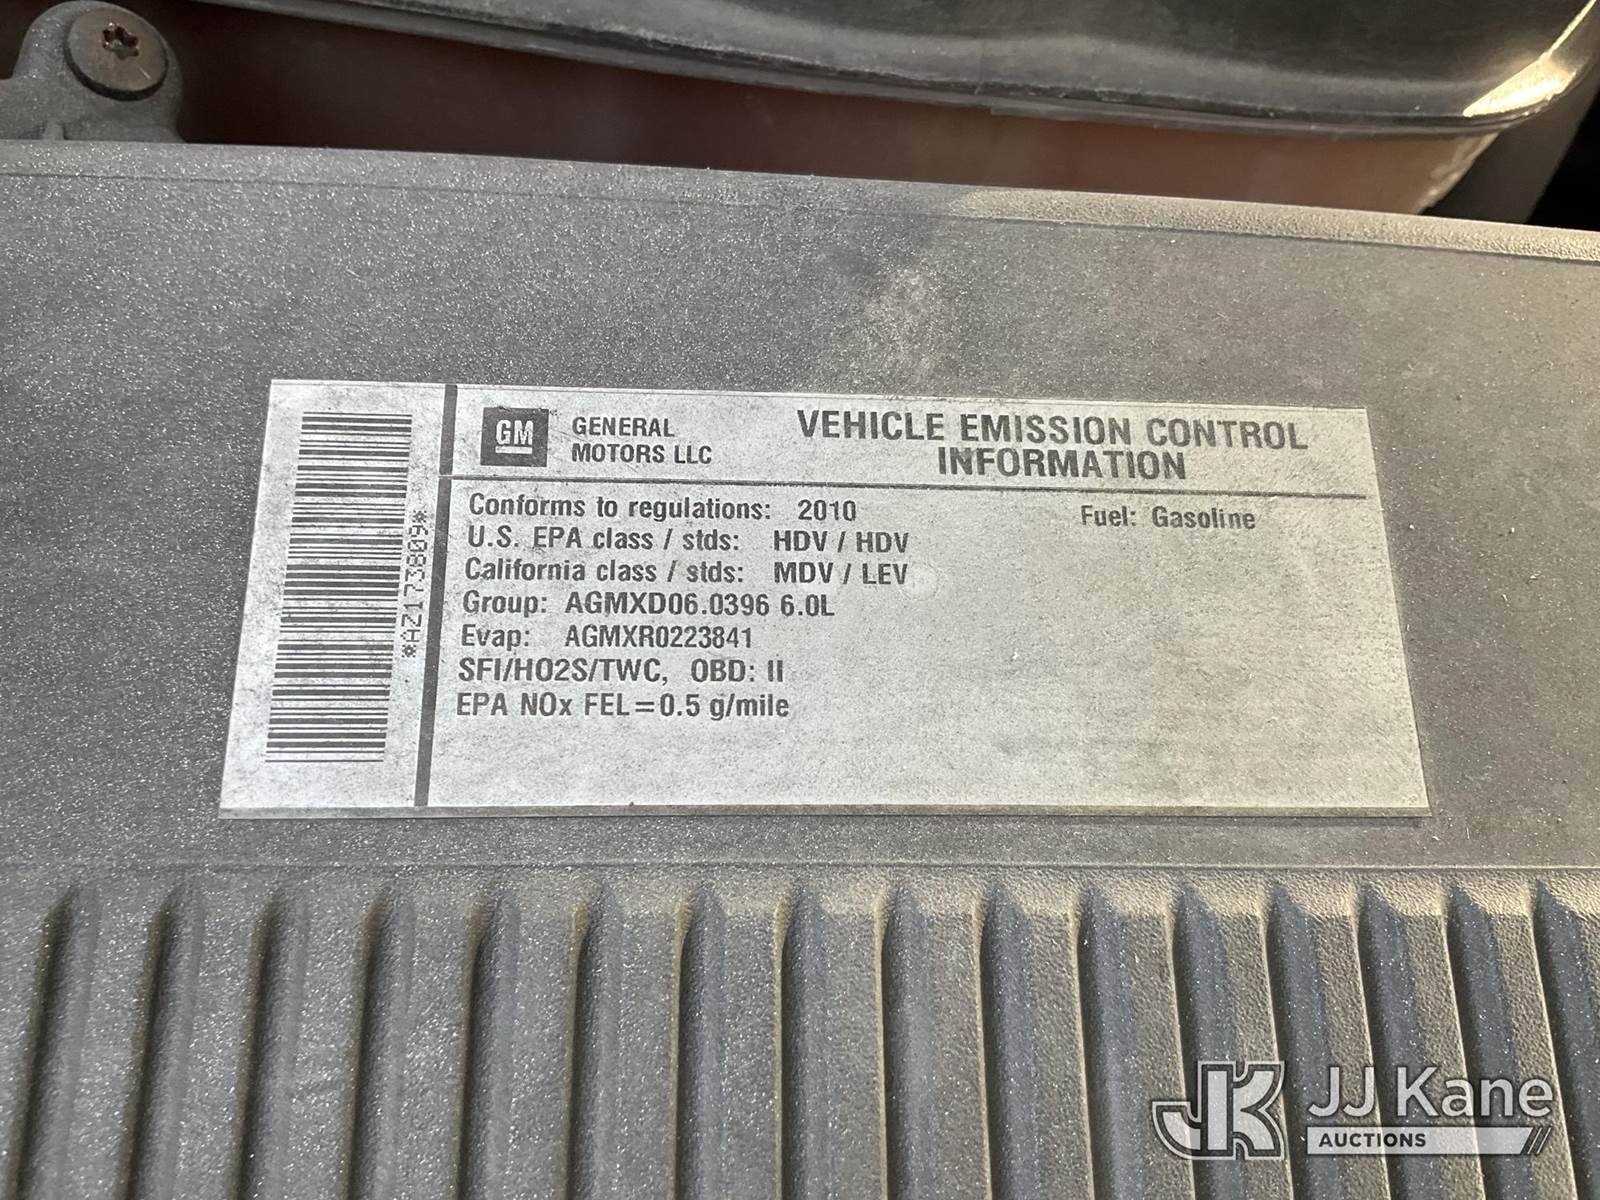 GM
GENERAL
MOTORS LLC
VEHICLE EMISSION CONTROL
INFORMATION
Conforms to regulations: 2010
Fuel: Gasoline
U.S. EPA class / stds: HDV / HDV
California class / stds: MDV / LEV
Group: AGMXD06.0396 6.0L
Evap: AGMXR0223841
SFI/HO2S/TWC, OBD: II
EPA NOx FEL=0.5 g/mile
*AZ173809*
JK JJ Kane
AUCTIONS